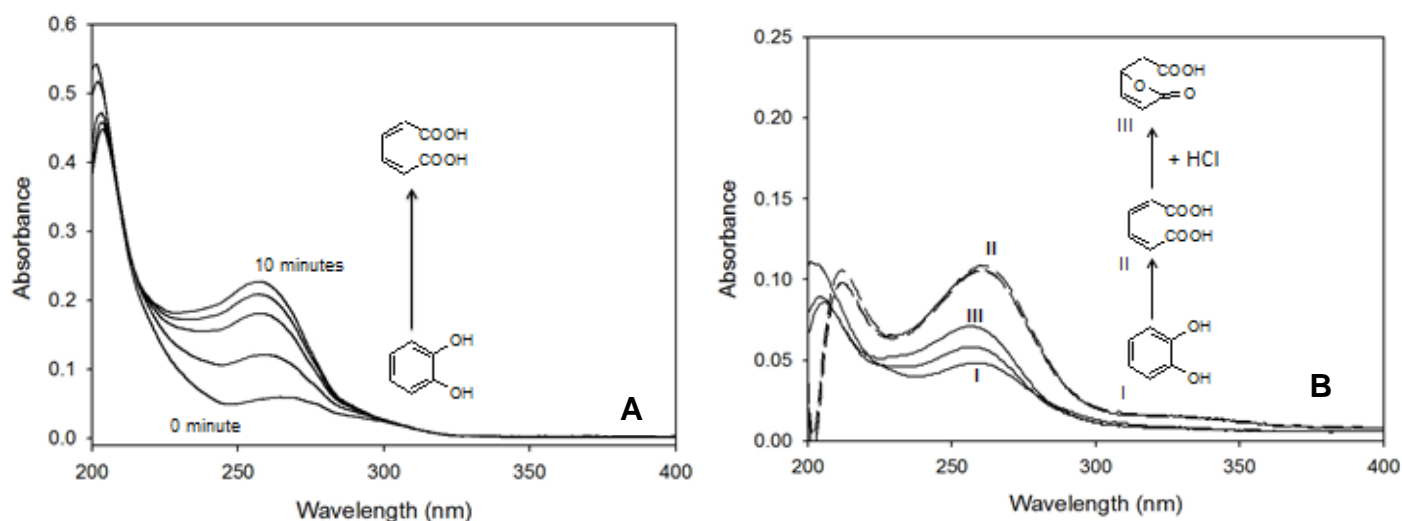 0.6
0.5
0.4
0.3
0.2
0.1
0.0
Absorbance
200
250
300
350
400
Wavelength (nm)
10 minutes
0 minute
COOH
COOH
OH
OH
A
0.25
0.20
0.15
0.10
0.05
0.00
Absorbance
200
250
300
350
400
Wavelength (nm)
II
III
I
COOH
O
O
III
+ HCl
COOH
COOH
II
OH
OH
I
B